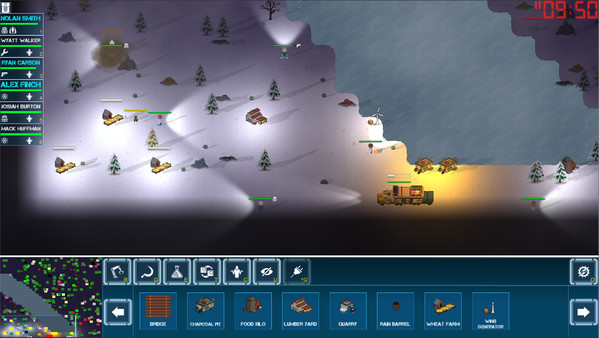 NOLAN SMITH
WYATT WALKER
RYAN CARSON
ALEX FINCH
JOSIAH BURTON
MACK HUFFMAN
09:50
BRIDGE
CHARCOAL PIT
FOOD SILO
LUMBER YARD
QUARRY
RAIN BARREL
WHEAT FARM
WIND GENERATOR